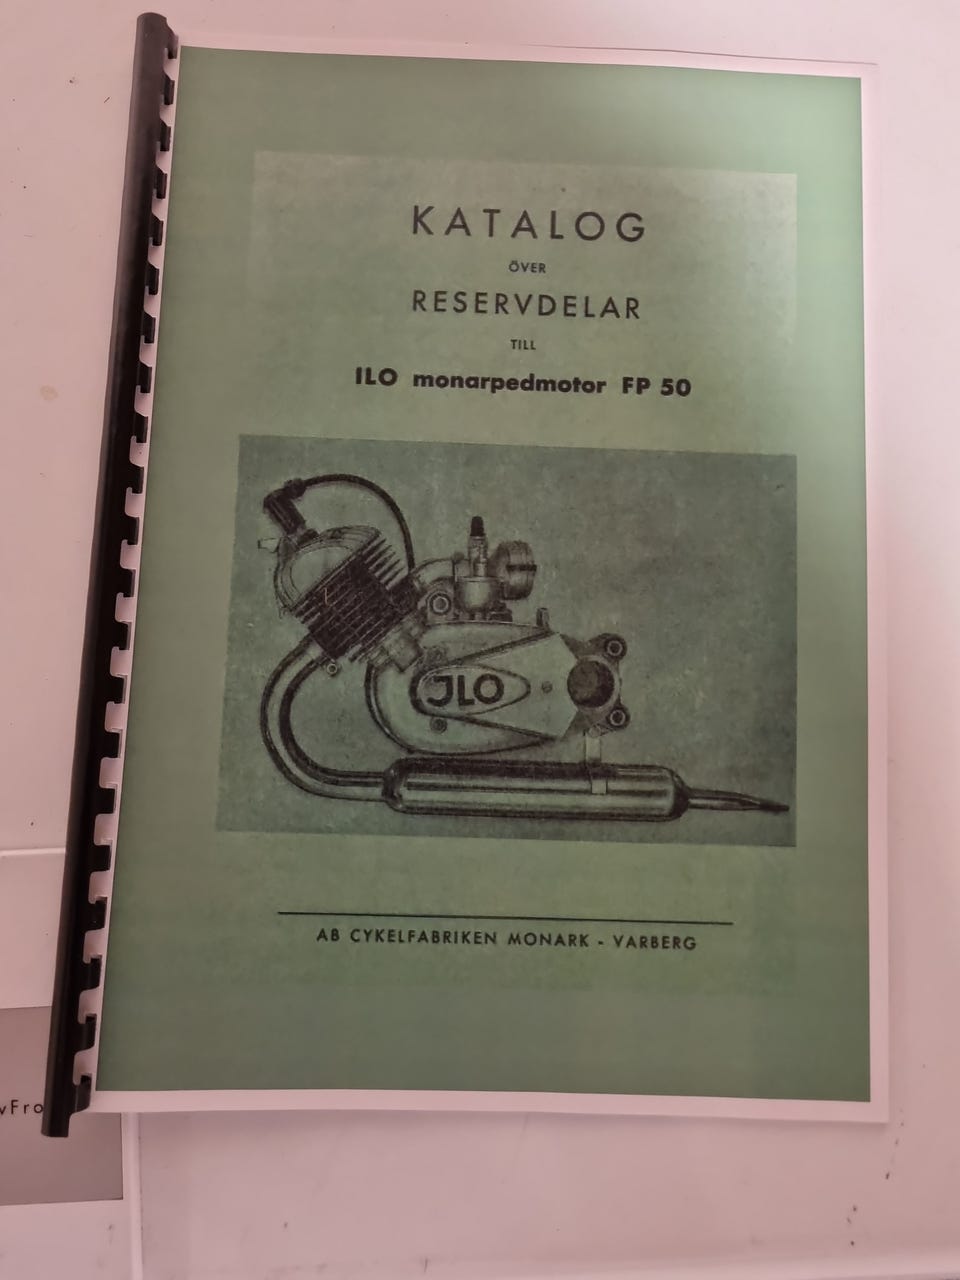 KATALOG
ÖVER
RESERVDELAR
TILL
ILO monarpedmotor FP 50
JLO
AB CYKELFABRIKEN MONARK - VARBERG